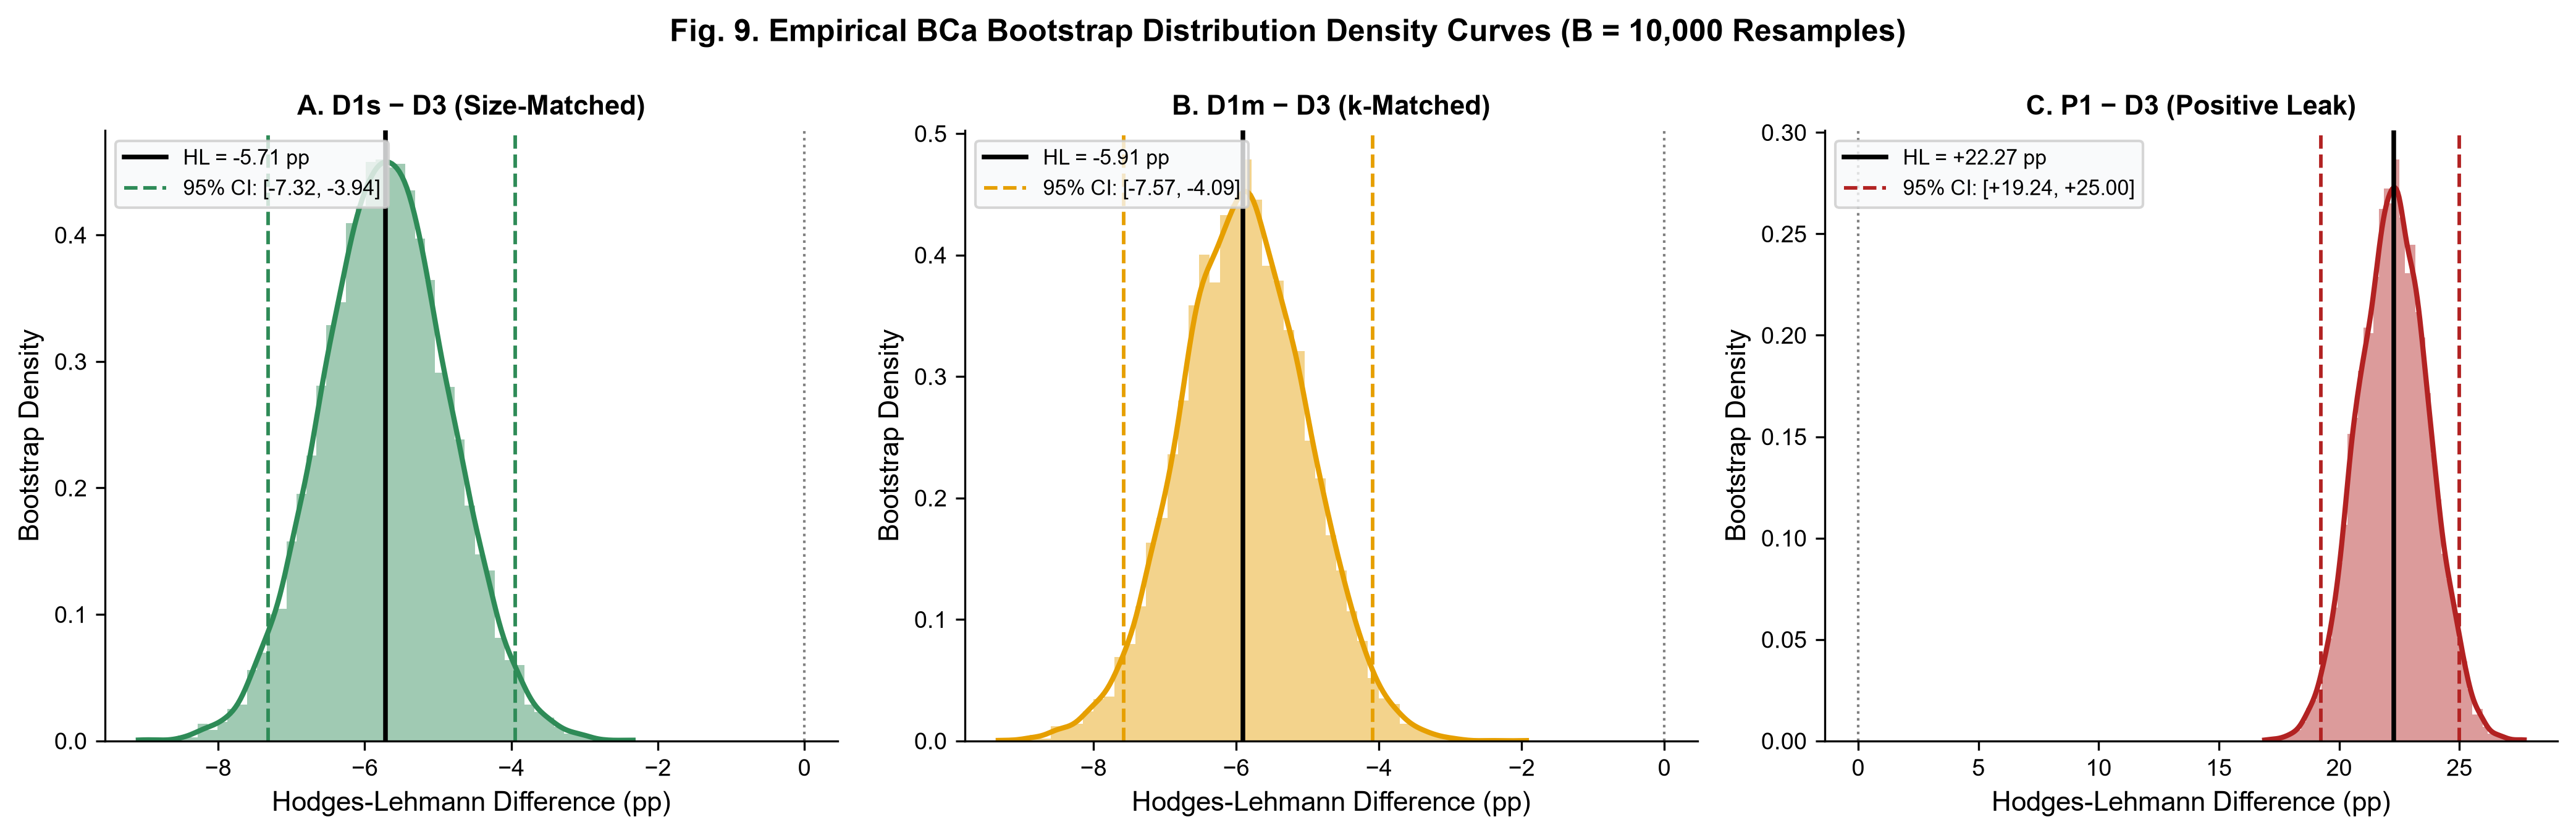 Fig. 9. Empirical BCa Bootstrap Distribution Density Curves (B = 10,000 Resamples)
A. D1s − D3 (Size-Matched)
HL = -5.71 pp
95% CI: [-7.32, -3.94]
Bootstrap Density
0.4
0.3
0.2
0.1
0.0
−8 −6 −4 −2 0
Hodges-Lehmann Difference (pp)
B. D1m − D3 (k-Matched)
HL = -5.91 pp
95% CI: [-7.57, -4.09]
Bootstrap Density
0.5
0.4
0.3
0.2
0.1
0.0
−8 −6 −4 −2 0
Hodges-Lehmann Difference (pp)
C. P1 − D3 (Positive Leak)
HL = +22.27 pp
95% CI: [+19.24, +25.00]
Bootstrap Density
0.30
0.25
0.20
0.15
0.10
0.05
0.00
0 5 10 15 20 25
Hodges-Lehmann Difference (pp)